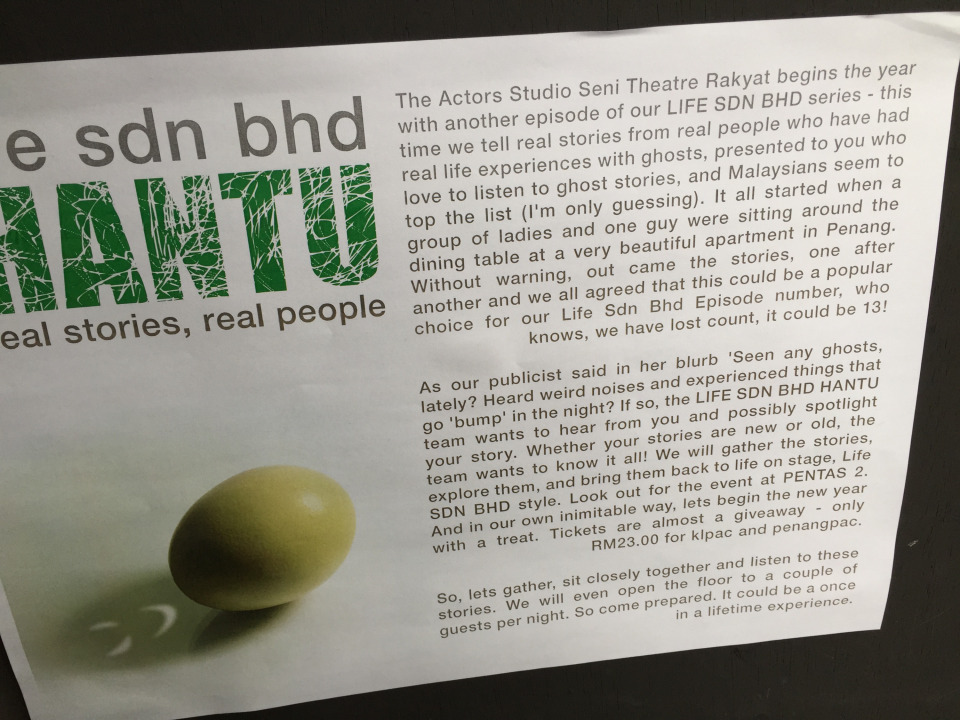 e sdn bhd
HANTU
eal stories, real people
The Actors Studio Seni Theatre Rakyat begins the year
with another episode of our LIFE SDN BHD series - this
time we tell real stories from real people who have had
real life experiences with ghosts, presented to you who
love to listen to ghost stories, and Malaysians seem to
top the list (I'm only guessing). It all started when a
group of ladies and one guy were sitting around the
dining table at a very beautiful apartment in Penang.
Without warning, out came the stories, one after
another and we all agreed that this could be a popular
choice for our Life Sdn Bhd Episode number, who
knows, we have lost count, it could be 13!
As our publicist said in her blurb 'Seen any ghosts,
lately? Heard weird noises and experienced things that
go 'bump' in the night? If so, the LIFE SDN BHD HANTU
team wants to hear from you and possibly spotlight
your story. Whether your stories are new or old, the
team wants to know it all! We will gather the stories,
explore them, and bring them back to life on stage, Life
SDN BHD style. Look out for the event at PENTAS 2.
And in our own inimitable way, lets begin the new year
with a treat. Tickets are almost a giveaway - only
RM23.00 for klpac and penangpac.
So, lets gather, sit closely together and listen to these
stories. We will even open the floor to a couple of
guests per night. So come prepared. It could be a once
in a lifetime experience.